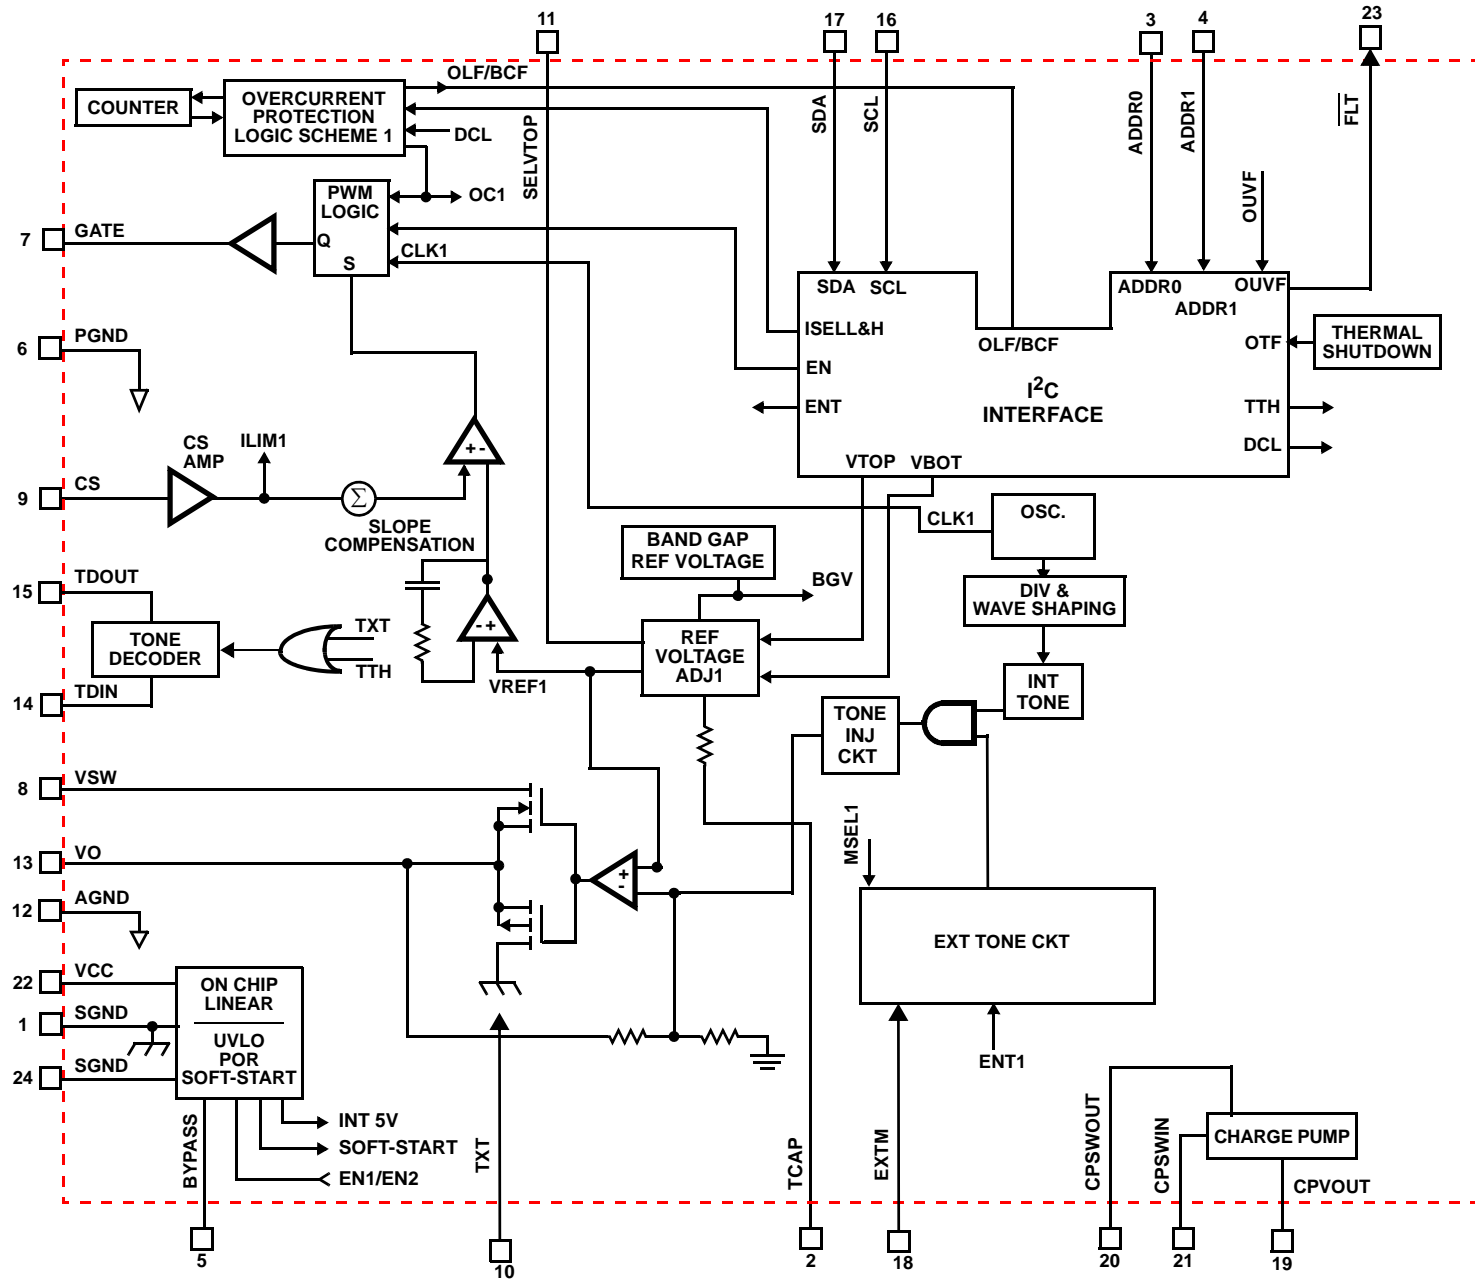 11
17
16
3
4
23
OLF/BCF
COUNTER
OVERCURRENT
PROTECTION
LOGIC SCHEME 1
DCL
SELVTOP
SDA
SCL
ADDR0
ADDR1
FLT
OUVF
PWM
LOGIC
OC1
Q
S
CLK1
7
GATE
SDA
SCL
ADDR0
ADDR1
OUVF
ISELL&H
OLF/BCF
OTF
THERMAL
SHUTDOWN
6
PGND
EN
ENT
I2C
INTERFACE
TTH
DCL
VTOP
VBOT
+-
CS
AMP
ILIM1
9
CS
Σ
SLOPE
COMPENSATION
CLK1
OSC.
BAND GAP
REF VOLTAGE
BGV
15
TDOUT
DIV &
WAVE SHAPING
-+
TXT
TTH
TONE
DECODER
REF
VOLTAGE
ADJ1
VREF1
INT
TONE
14
TDIN
TONE
INJ
CKT
8
VSW
MSEL1
13
VO
+
-
12
AGND
EXT TONE CKT
22
VCC
ON CHIP
LINEAR
1
SGND
UVLO
POR
SOFT-START
24
SGND
ENT1
INT 5V
SOFT-START
EN1/EN2
BYPASS
TXT
TCAP
EXTM
CPSWOUT
CPSWIN
CHARGE PUMP
CPVOUT
5
10
2
18
20
21
19